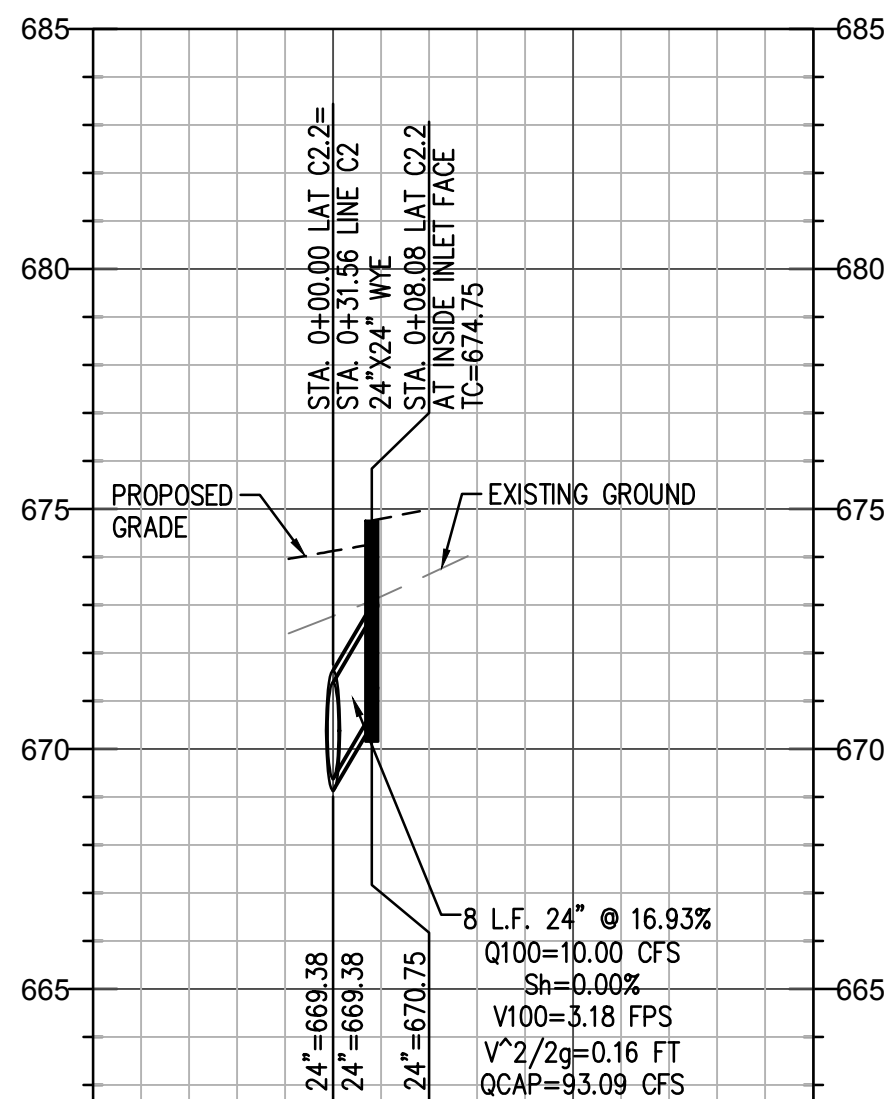 685
685
STA. 0+00.00 LAT C2.2=
STA. 0+31.56 LINE C2
24"X24" WYE
STA. 0+08.08 LAT C2.2
AT INSIDE INLET FACE
TC=674.75
680
680
PROPOSED
GRADE
EXISTING GROUND
675
675
670
670
8 L.F. 24" @ 16.93%
Q100=10.00 CFS
Sh=0.00%
V100=3.18 FPS
V^2/2g=0.16 FT
QCAP=93.09 CFS
665
665
24"=669.38
24"=669.38
24"=670.75